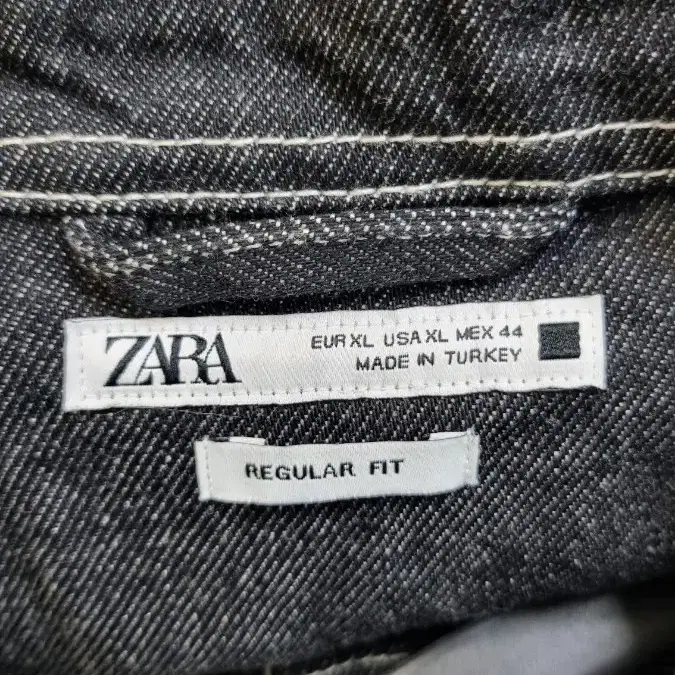 ZARA
EUR XL USA XL MEX 44
MADE IN TURKEY
REGULAR FIT